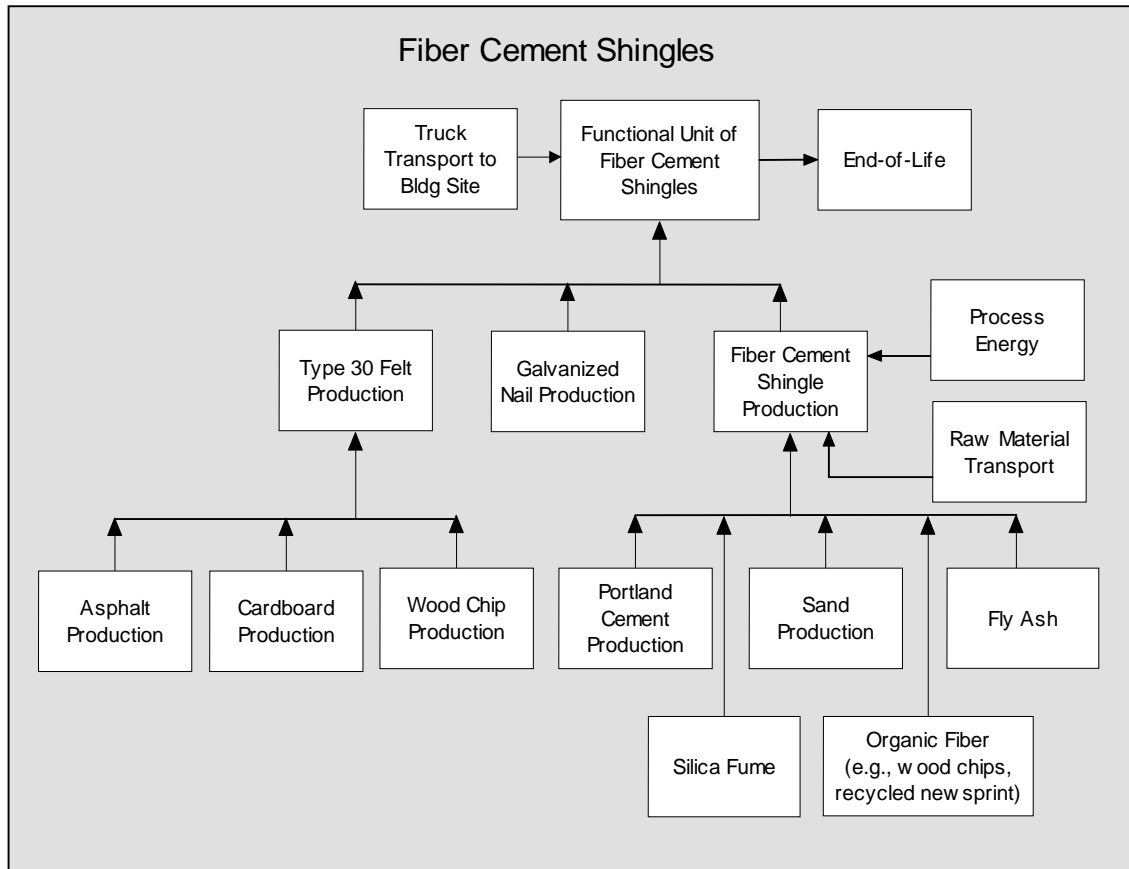 Fiber Cement Shingles
Truck
Transport to
Bldg Site
Functional Unit of
Fiber Cement
Shingles
End-of-Life
Process
Energy
Type 30 Felt
Production
Galvanized
Nail Production
Fiber Cement
Shingle
Production
Raw Material
Transport
Asphalt
Production
Cardboard
Production
Wood Chip
Production
Portland
Cement
Production
Sand
Production
Fly Ash
Silica Fume
Organic Fiber
(e.g., wood chips,
recycled new sprint)